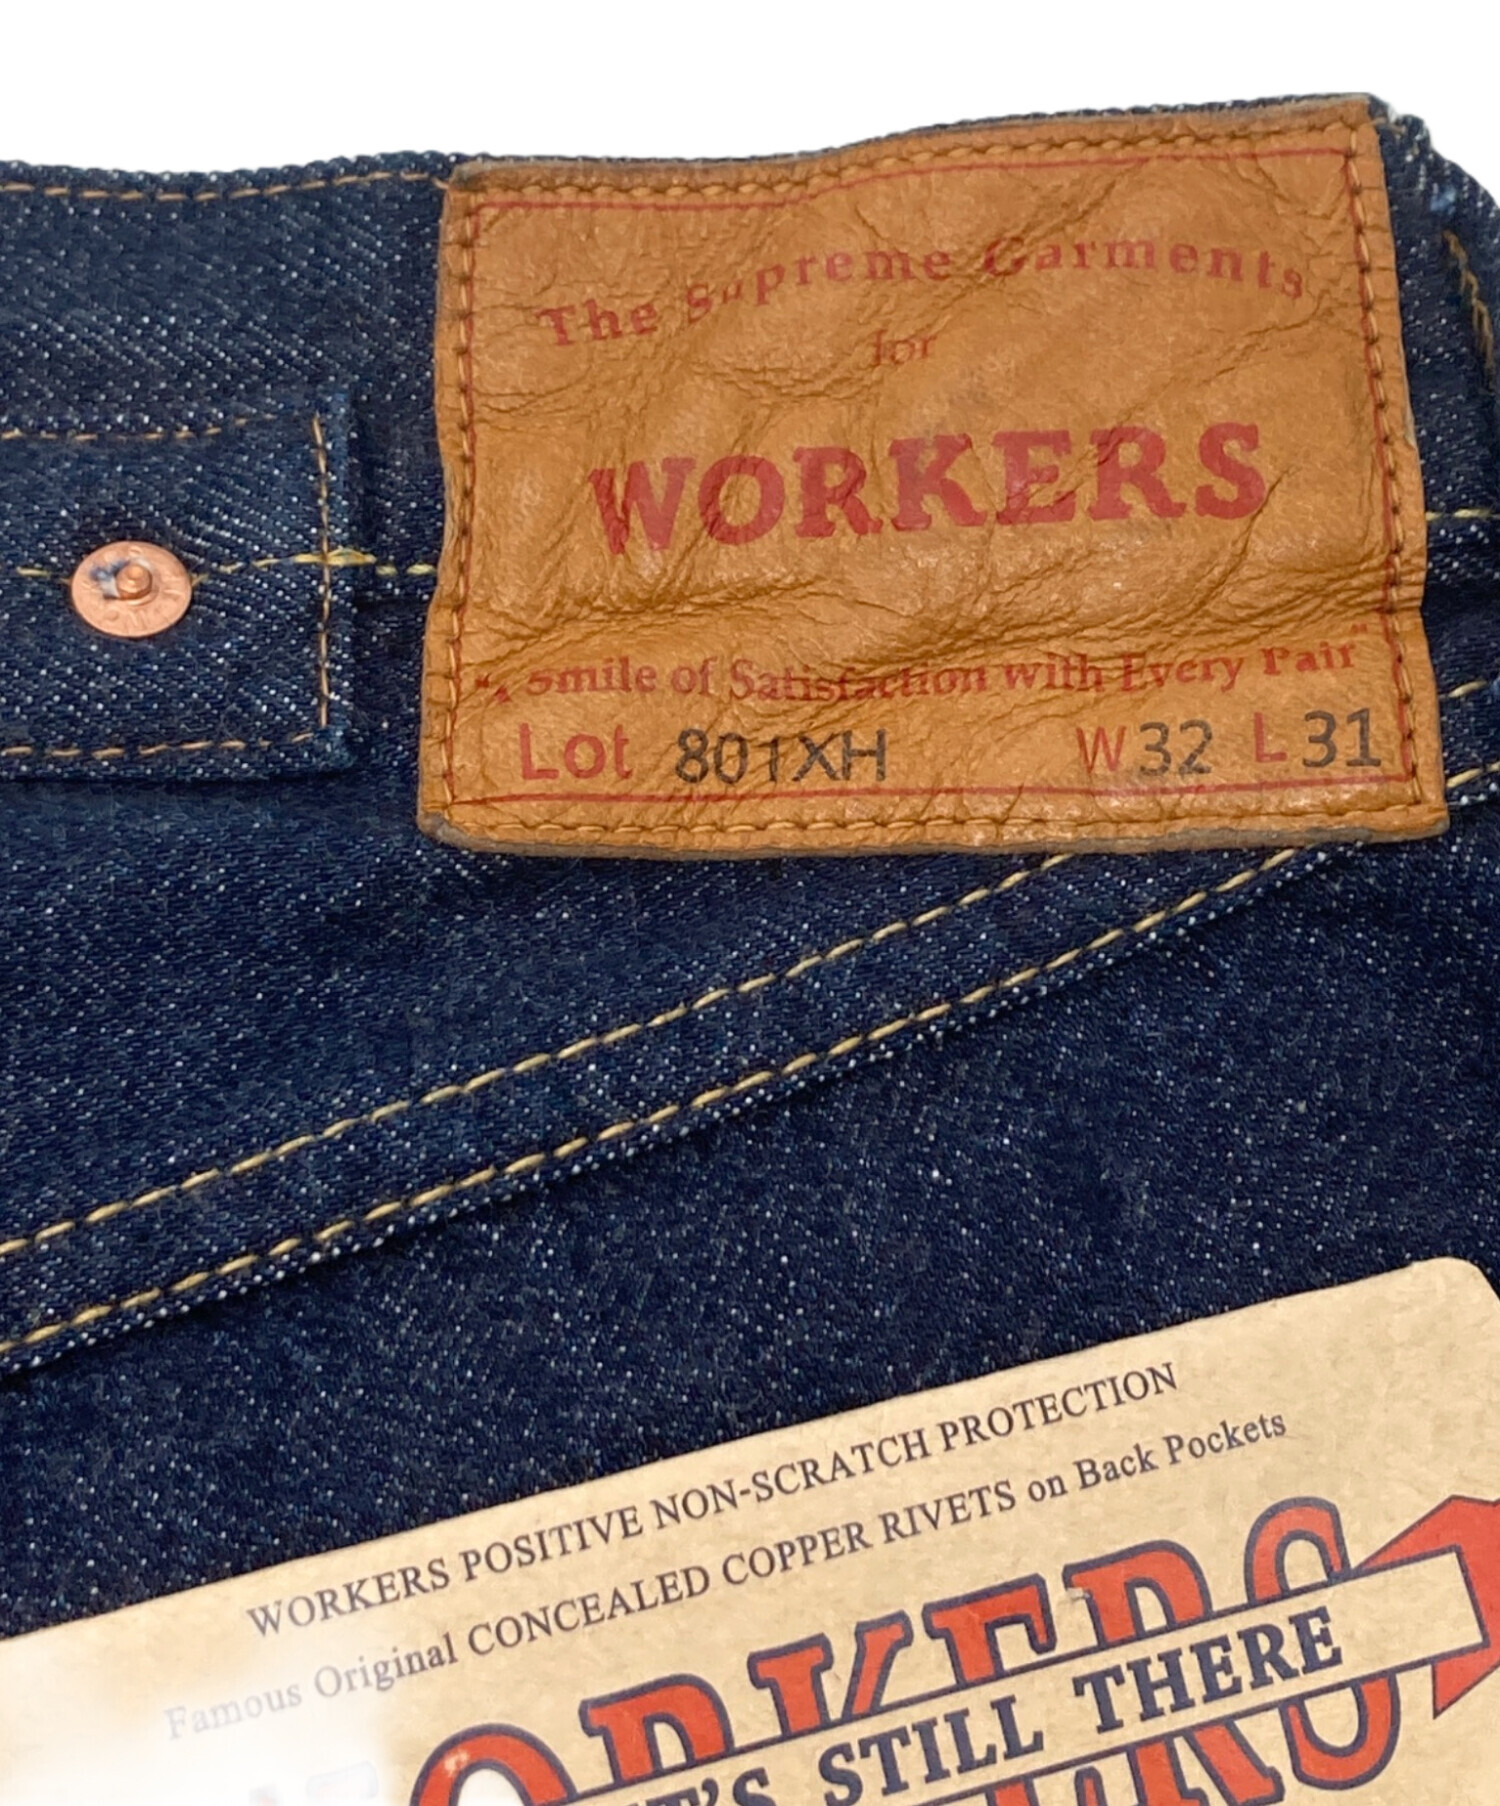 The Supreme Garments
for
WORKERS
"A Smile of Satisfaction with Every Pair"
Lot 801XH W32 L31
WORKERS POSITIVE NON-SCRATCH PROTECTION
Famous Original CONCEALED COPPER RIVETS on Back Pockets
ORKERS
IT'S STILL THERE